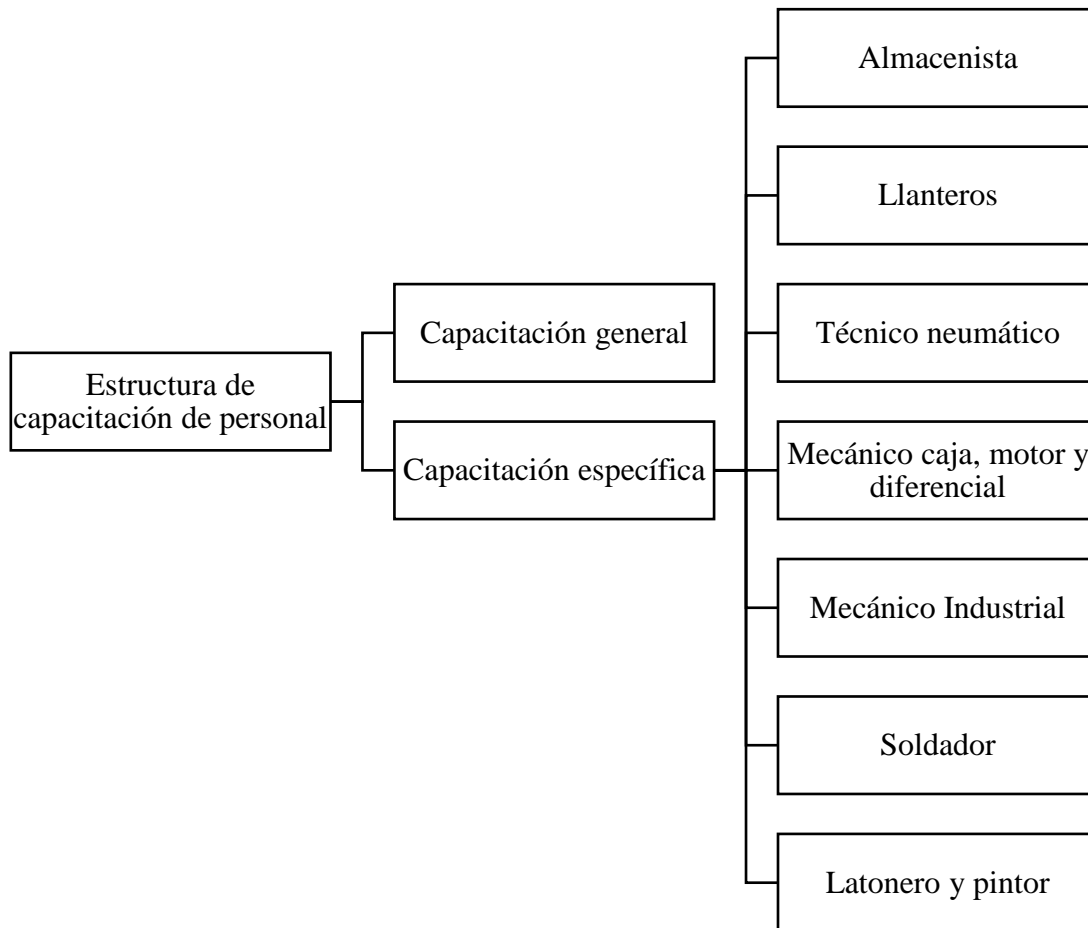 Estructura de
capacitación de personal
Capacitación general
Capacitación específica
Almacenista
Llanteros
Técnico neumático
Mecánico caja, motor y
diferencial
Mecánico Industrial
Soldador
Latonero y pintor